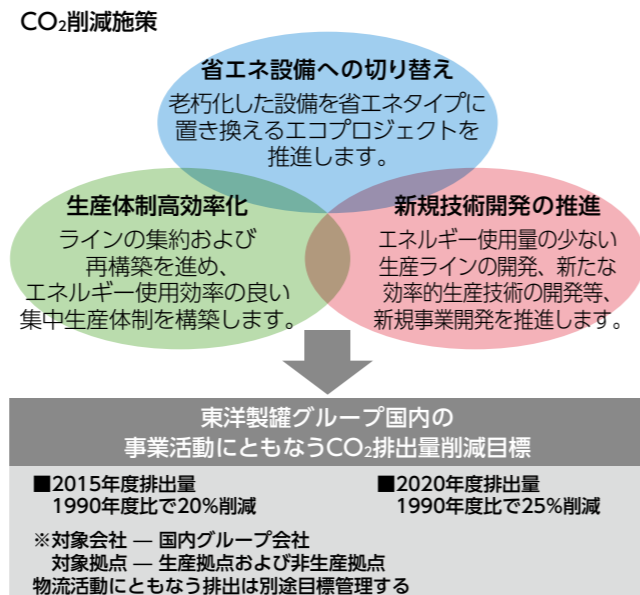 CO₂削減施策
省エネ設備への切り替え
老朽化した設備を省エネタイプに
置き換えるエコプロジェクトを
推進します。
生産体制高効率化
ラインの集約および
再構築を進め、
エネルギー使用効率の良い
集中生産体制を構築します。
新規技術開発の推進
エネルギー使用量の少ない
生産ラインの開発、新たな
効率的生産技術の開発等、
新規事業開発を推進します。
東洋製罐グループ国内の
事業活動にともなうCO₂排出量削減目標
■2015年度排出量
1990年度比で20%削減
■2020年度排出量
1990年度比で25%削減
※対象会社 ― 国内グループ会社
対象拠点 ― 生産拠点および非生産拠点
物流活動にともなう排出は別途目標管理する